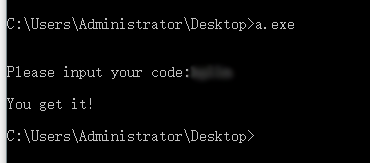 C:\Users\Administrator\Desktop>a.exe
Please input your code:
You get it!
C:\Users\Administrator\Desktop>